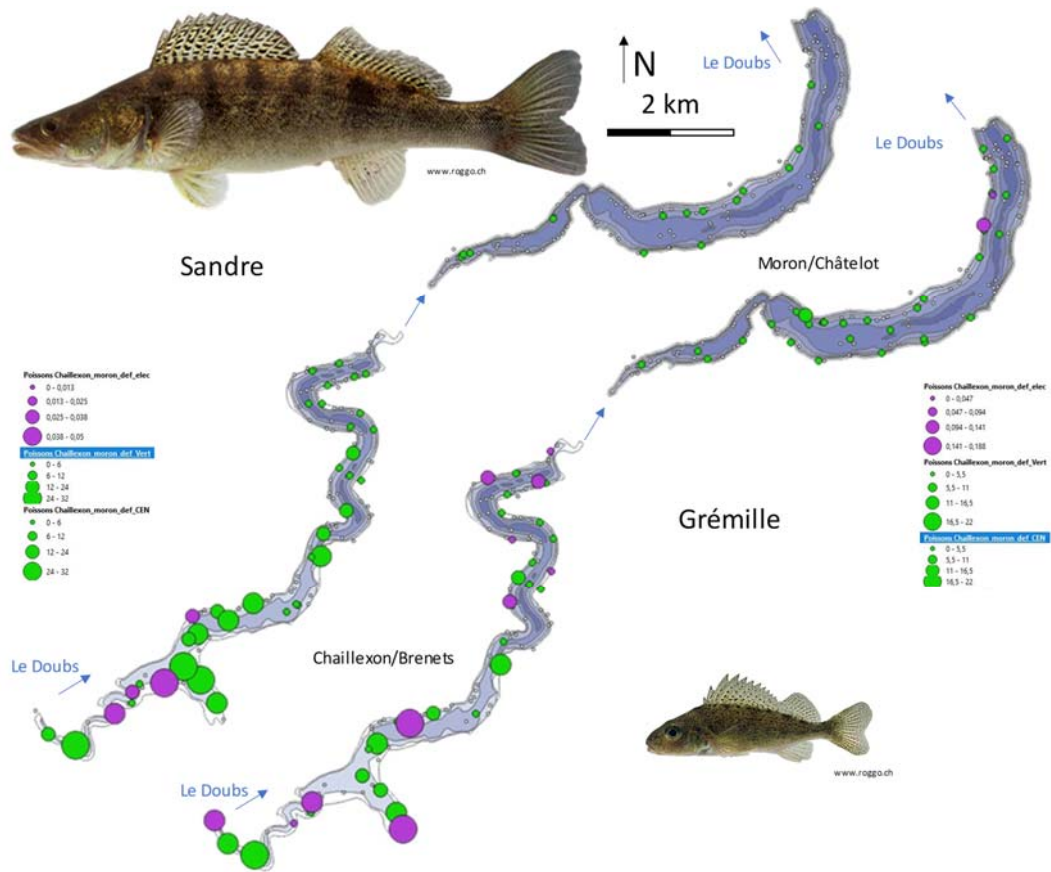 Le Doubs
N
2 km
Le Doubs
www.roggo.ch
Sandre
Moron/Châtelot
Poissons Chaillexon_moron_def_elec
0 - 0,013
0,013 - 0,025
0,025 - 0,038
0,038 - 0,05
Poissons Chaillexon_moron_def_Vert
0 - 6
6 - 12
12 - 24
24 - 32
Poissons Chaillexon_moron_def_CEN
0 - 6
6 - 12
12 - 24
24 - 32
Poissons Chaillexon_moron_def_elec
0 - 0,047
0,047 - 0,094
0,094 - 0,141
0,141 - 0,188
Poissons Chaillexon_moron_def_Vert
0 - 5,5
5,5 - 11
11 - 16,5
16,5 - 22
Poissons Chaillexon_moron_def_CEN
0 - 5,5
5,5 - 11
11 - 16,5
16,5 - 22
Grémille
Chaillexon/Brenets
Le Doubs
Le Doubs
www.roggo.ch